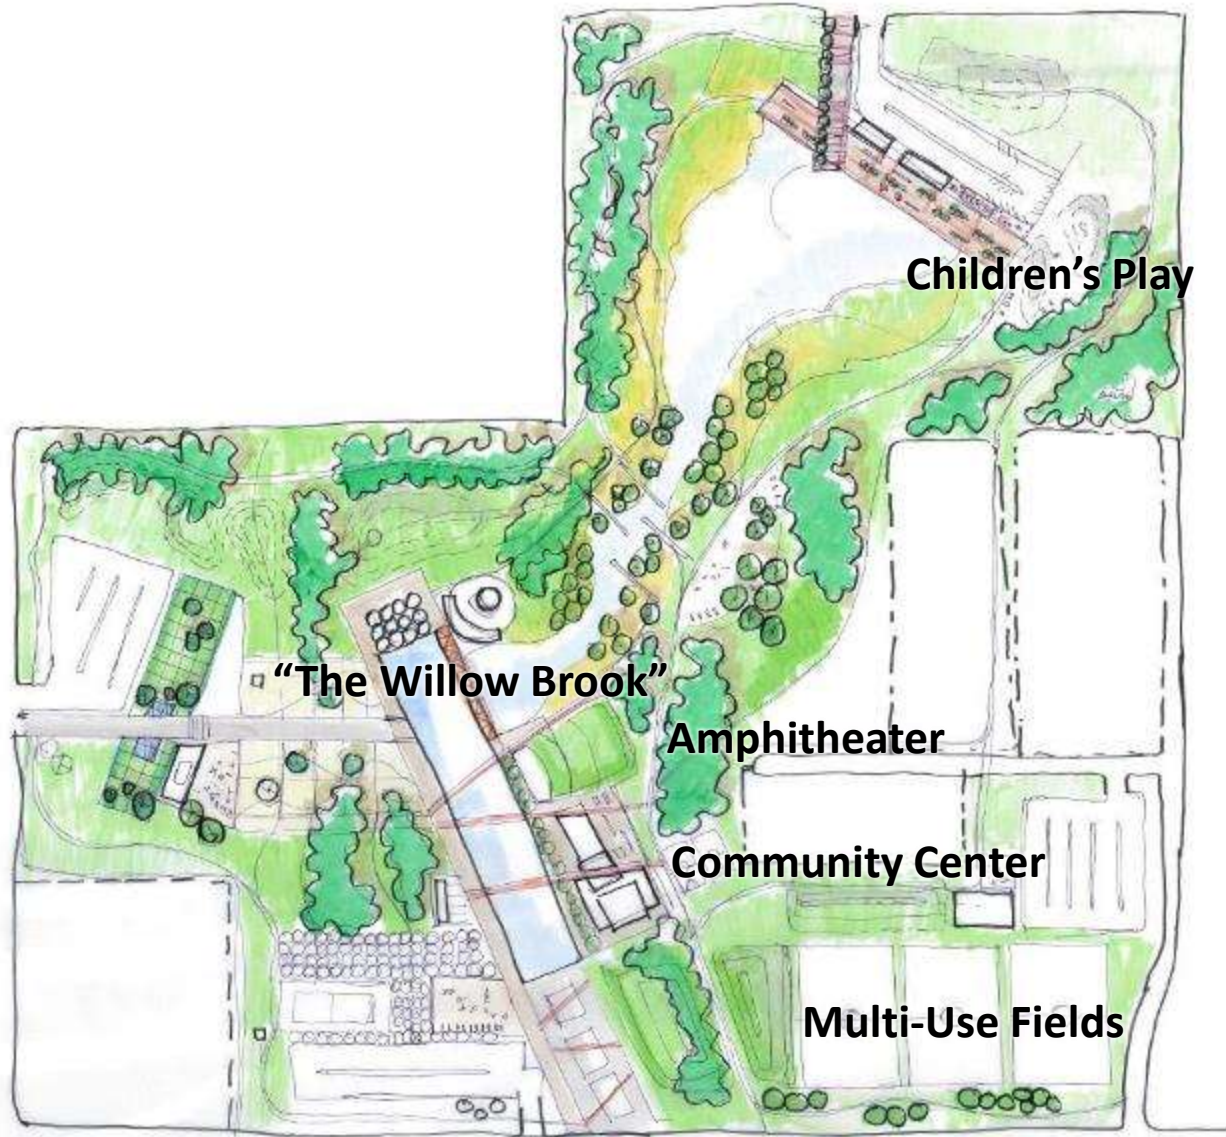 Children’s Play
“The Willow Brook”
Amphitheater
Community Center
Multi-Use Fields